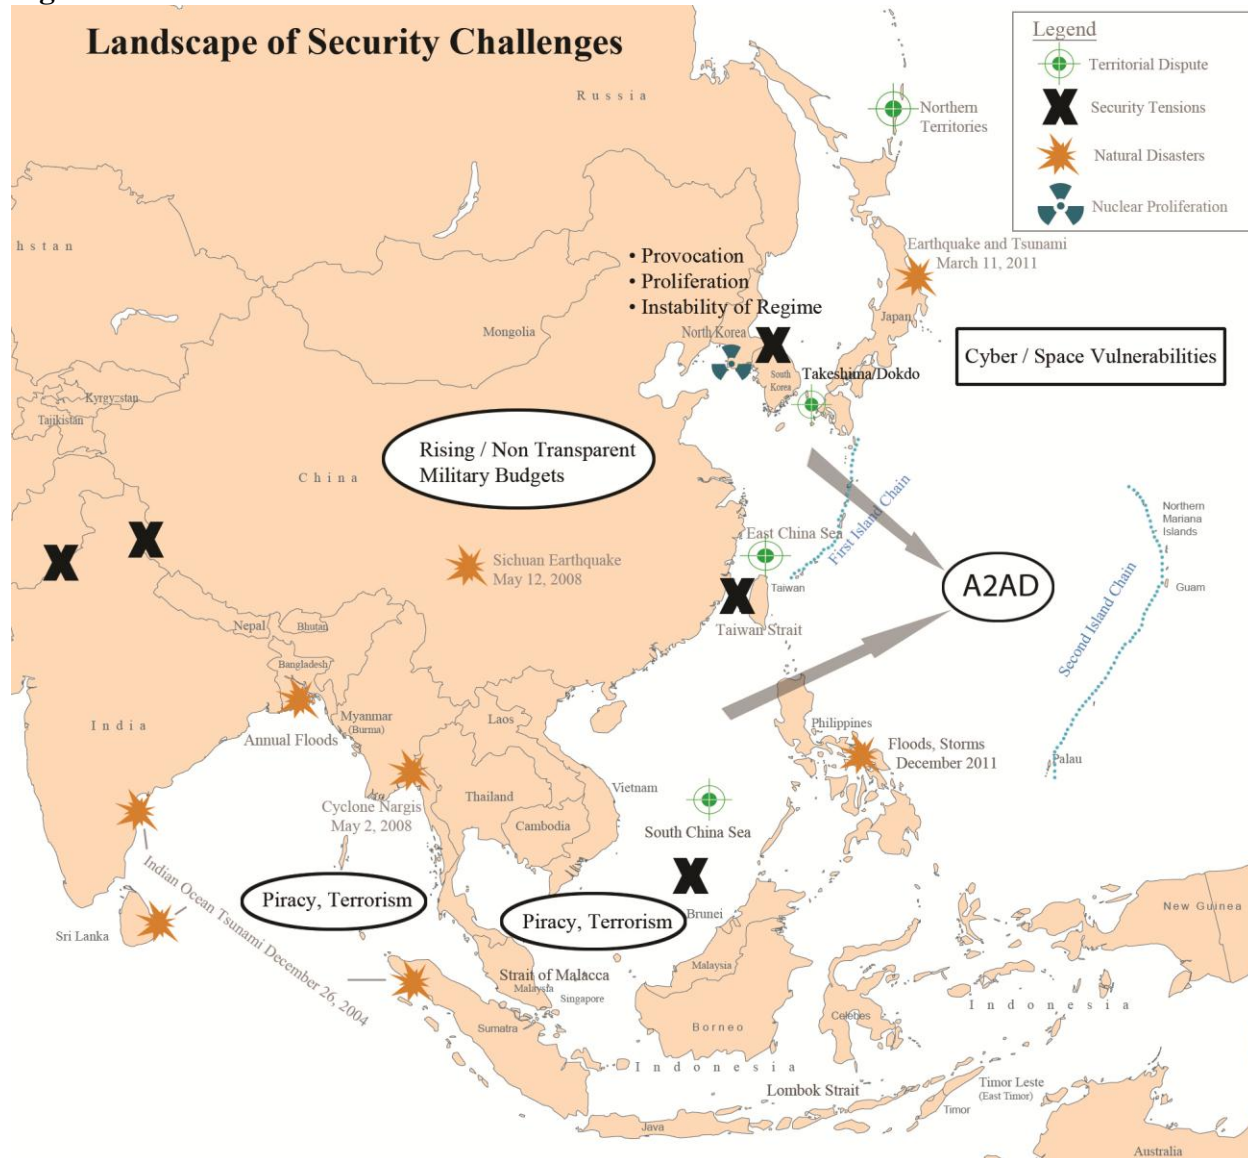 Landscape of Security Challenges
Legend
Territorial Dispute
Security Tensions
Natural Disasters
Nuclear Proliferation
Russia
Northern
Territories
hstan
Earthquake and Tsunami
March 11, 2011
• Provocation
• Proliferation
• Instability of Regime
Mongolia
North Korea
Japan
Cyber / Space Vulnerabilities
South
Korea
Takeshima/Dokdo
Kyrgyzstan
Tajikistan
Rising / Non Transparent
Military Budgets
China
First Island Chain
Northern
Mariana
Islands
East China Sea
Sichuan Earthquake
May 12, 2008
Taiwan
A2AD
Guam
Taiwan Strait
Second Island Chain
Nepal
Bhutan
Bangladesh
India
Myanmar
(Burma)
Laos
Annual Floods
Philippines
Floods, Storms
December 2011
Palau
Thailand
Vietnam
Cyclone Nargis
May 2, 2008
Cambodia
South China Sea
Indian Ocean Tsunami December 26, 2004
Piracy, Terrorism
Piracy, Terrorism
Brunei
New Guinea
Sri Lanka
Strait of Malacca
Malaysia
Malaysia
Singapore
Indonesia
Sumatra
Borneo
Celebes
Indonesia
Lombok Strait
Timor Leste
(East Timor)
Timor
Java
Australia